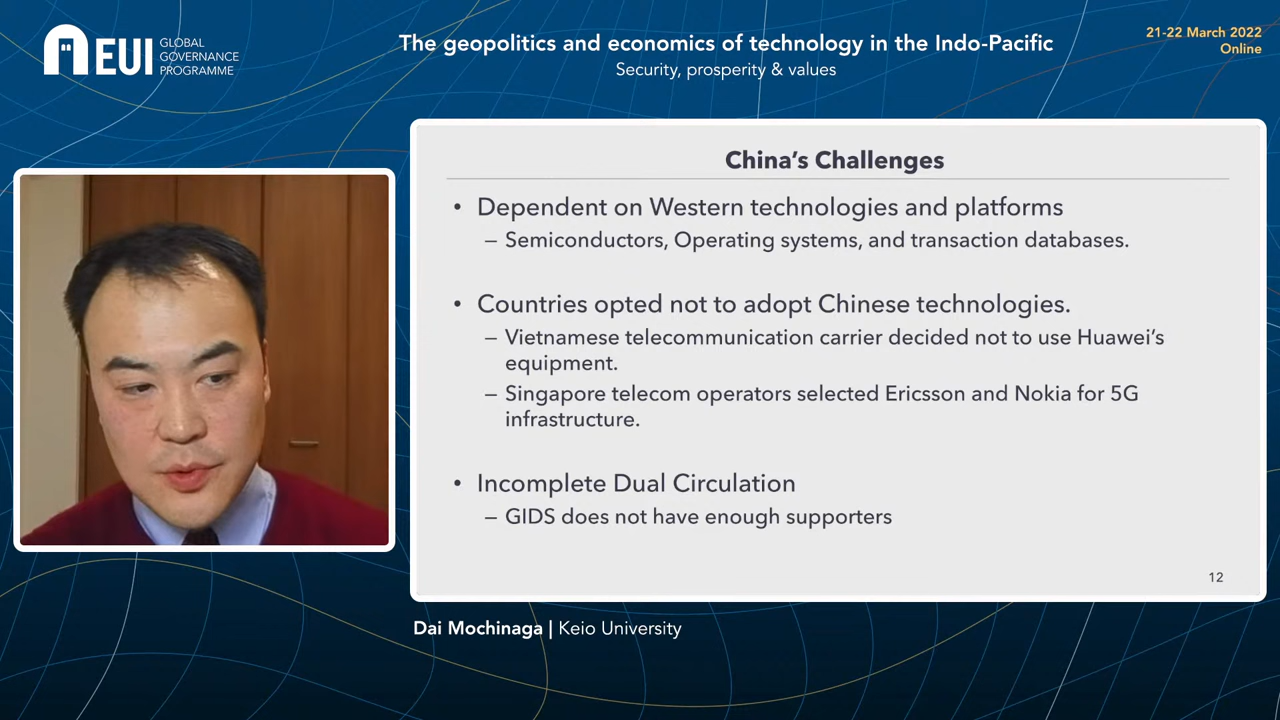 EUI
GLOBAL
GOVERNANCE
PROGRAMME
The geopolitics and economics of technology in the Indo-Pacific
Security, prosperity & values
21-22 March 2022
Online
China's Challenges
• Dependent on Western technologies and platforms
– Semiconductors, Operating systems, and transaction databases.
• Countries opted not to adopt Chinese technologies.
– Vietnamese telecommunication carrier decided not to use Huawei's
equipment.
– Singapore telecom operators selected Ericsson and Nokia for 5G
infrastructure.
• Incomplete Dual Circulation
– GIDS does not have enough supporters
12
Dai Mochinaga | Keio University